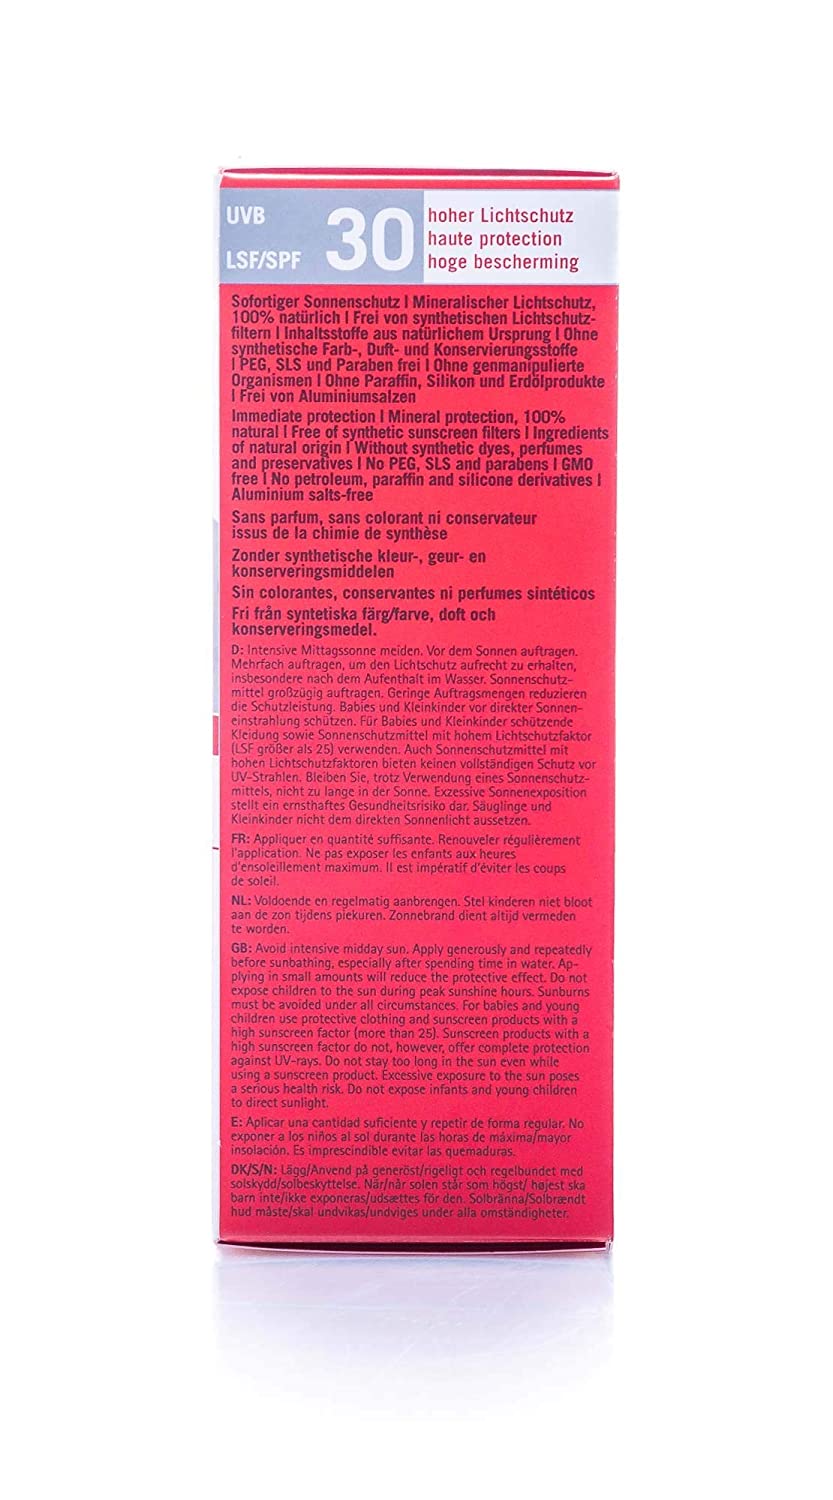 UVB
LSF/SPF
30
hoher Lichtschutz
haute protection
hoge bescherming
Sofortiger Sonnenschutz | Mineralischer Lichtschutz,
100% natürlich | Frei von synthetischen Lichtschutz-
filtern | Inhaltsstoffe aus natürlichem Ursprung | Ohne
synthetische Farb-, Duft- und Konservierungsstoffe
| PEG, SLS und Paraben frei | Ohne genmanipulierte
Organismen | Ohne Paraffin, Silikon und Erdölprodukte
| Frei von Aluminiumsalzen
Immediate protection | Mineral protection, 100%
natural | Free of synthetic sunscreen filters | Ingredients
of natural origin | Without synthetic dyes, perfumes
and preservatives | No PEG, SLS and parabens | GMO
free | No petroleum, paraffin and silicone derivatives |
Aluminium salts-free
Sans parfum, sans colorant ni conservateur
issus de la chimie de synthèse
Zonder synthetische kleur-, geur- en
konserveringsmiddelen
Sin colorantes, conservantes ni perfumes sintéticos
Fri från syntetiska färg/farve, doft och
konserveringsmedel.
D: Intensive Mittagssonne meiden. Vor dem Sonnen auftragen.
Mehrfach auftragen, um den Lichtschutz aufrecht zu erhalten,
insbesondere nach dem Aufenthalt im Wasser. Sonnenschutz-
mittel großzügig auftragen. Geringe Auftragsmengen reduzieren
die Schutzleistung. Babies und Kleinkinder vor direkter Sonnen-
einstrahlung schützen. Für Babies und Kleinkinder schützende
Kleidung sowie Sonnenschutzmittel mit hohem Lichtschutzfaktor
(LSF größer als 25) verwenden. Auch Sonnenschutzmittel mit
hohen Lichtschutzfaktoren bieten keinen vollständigen Schutz vor
UV-Strahlen. Bleiben Sie, trotz Verwendung eines Sonnenschutz-
mittels, nicht zu lange in der Sonne. Exzessive Sonnenexposition
stellt ein ernsthaftes Gesundheitsrisiko dar. Säuglinge und
Kleinkinder nicht dem direkten Sonnenlicht aussetzen.
FR: Appliquer en quantité suffisante. Renouveler régulièrement
l'application. Ne pas exposer les enfants aux heures
d'ensoleillement maximum. Il est impératif d'éviter les coups
de soleil.
NL: Voldoende en regelmatig aanbrengen. Stel kinderen niet bloot
aan de zon tijdens piekuren. Zonnebrand dient altijd vermeden
te worden.
GB: Avoid intensive midday sun. Apply generously and repeatedly
before sunbathing, especially after spending time in water. Ap-
plying in small amounts will reduce the protective effect. Do not
expose children to the sun during peak sunshine hours. Sunburns
must be avoided under all circumstances. For babies and young
children use protective clothing and sunscreen products with a
high sunscreen factor (more than 25). Sunscreen products with a
high sunscreen factor do not, however, offer complete protection
against UV-rays. Do not stay too long in the sun even while
using a sunscreen product. Excessive exposure to the sun poses
a serious health risk. Do not expose infants and young children
to direct sunlight.
E: Aplicar una cantidad suficiente y repetir de forma regular. No
exponer a los niños al sol durante las horas de máxima/mayor
insolación. Es imprescindible evitar las quemaduras.
DK/S/N: Lägg/Anvend på generöst/rigeligt och regelbundet med
solskydd/solbeskyttelse. När/når solen står som högst/ højest ska
barn inte/ikke exponeras/udsættes för den. Solbränna/Solbrændt
hud måste/skal undvikas/undviges under alla omständigheter.